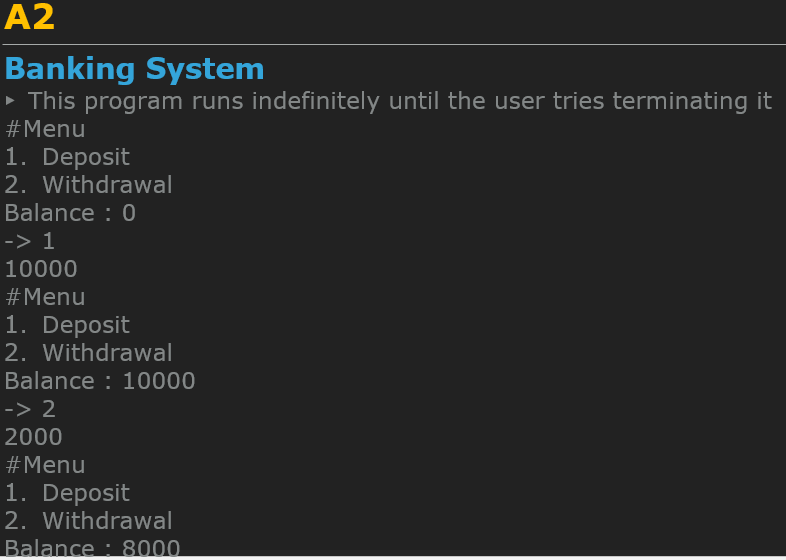 A2
Banking System
‣ This program runs indefinitely until the user tries terminating it
#Menu
1. Deposit
2. Withdrawal
Balance : 0
-> 1
10000
#Menu
1. Deposit
2. Withdrawal
Balance : 10000
-> 2
2000
#Menu
1. Deposit
2. Withdrawal
Balance : 8000